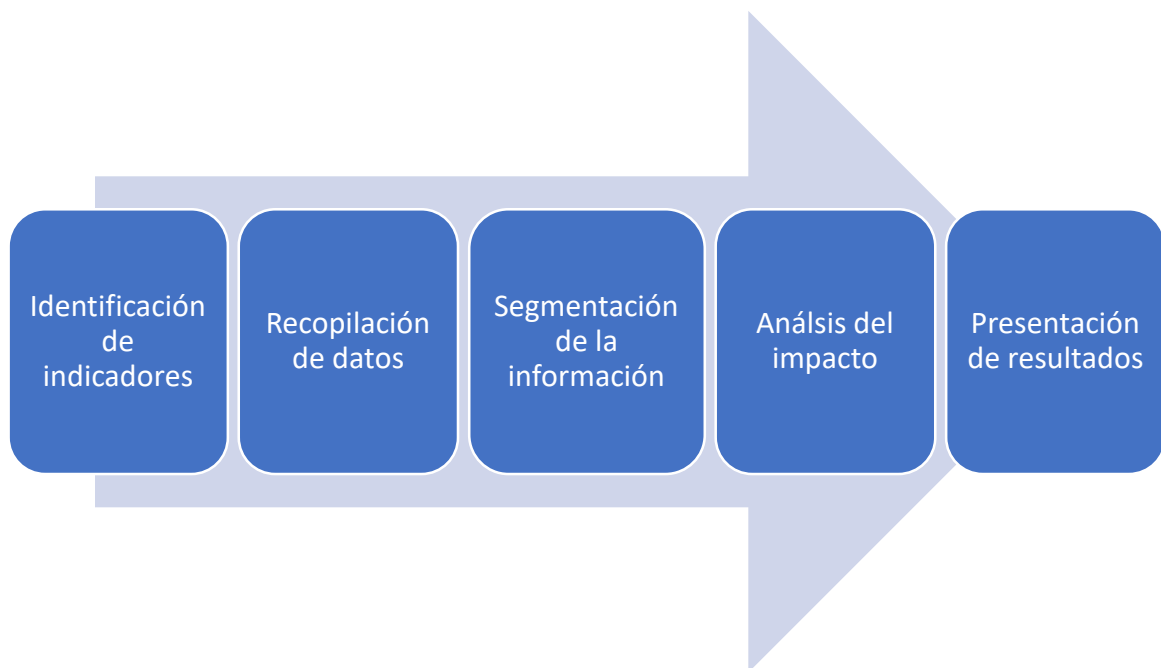 Identificación
de
indicadores
Recopilación
de datos
Segmentación
de la
información
Análsis del
impacto
Presentación
de resultados